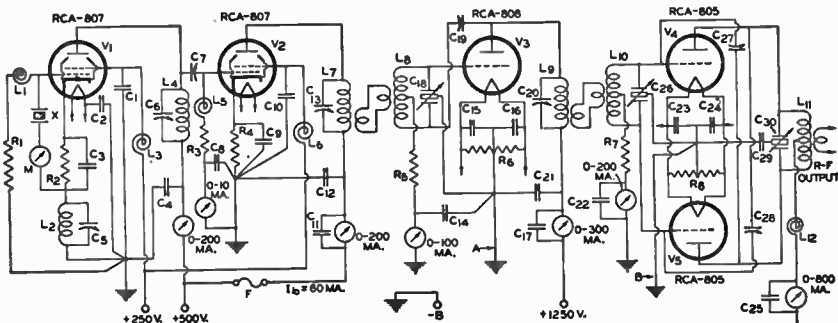 RCA-807
RCA-807
RCA-808
RCA-805
V1
V2
V3
V4
C27
C19
L1
X
M
R1
C2
C1
R2
C3
L2
C5
L3
C4
L4
C6
C7
L5
R3
C8
0-10
MA.
R4
C9
C10
L6
C12
L7
C13
C11
0-200
MA.
0-200
MA.
F
Ib=60 MA.
+250 V.
+500 V.
L8
C18
R5
C14
0-100
MA.
C15
C16
R6
A
C21
L9
C20
C17
0-300
MA.
-B
+1250 V.
L10
C26
R7
0-200
MA.
C22
C23
C24
R8
B
V5
RCA-805
C29
C30
C28
L11
R-F
OUTPUT
L12
0-800
MA.
C25